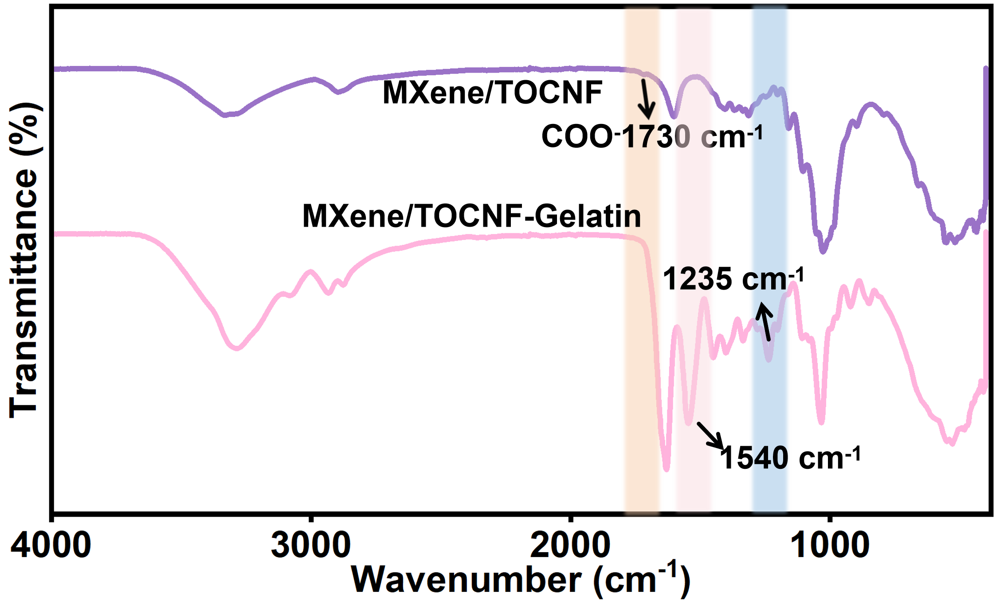 Transmittance (%)
MXene/TOCNF
COO⁻1730 cm⁻¹
MXene/TOCNF-Gelatin
1235 cm⁻¹
1540 cm⁻¹
4000 3000 2000 1000
Wavenumber (cm⁻¹)